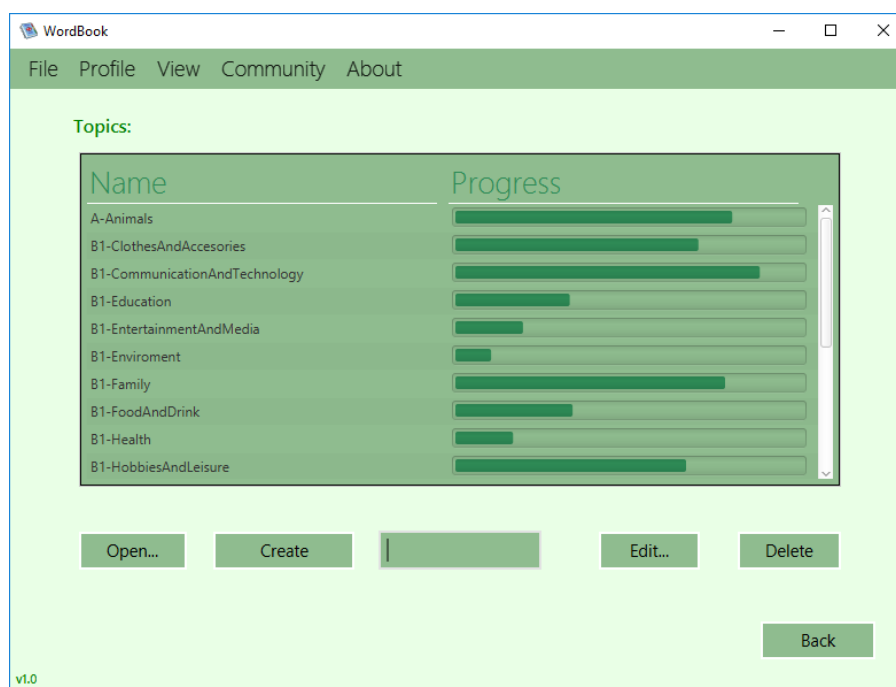 WordBook
File Profile View Community About
Topics:
Name Progress
A-Animals
B1-ClothesAndAccesories
B1-CommunicationAndTechnology
B1-Education
B1-EntertainmentAndMedia
B1-Enviroment
B1-Family
B1-FoodAndDrink
B1-Health
B1-HobbiesAndLeisure
Open... Create Edit... Delete
Back
v1.0